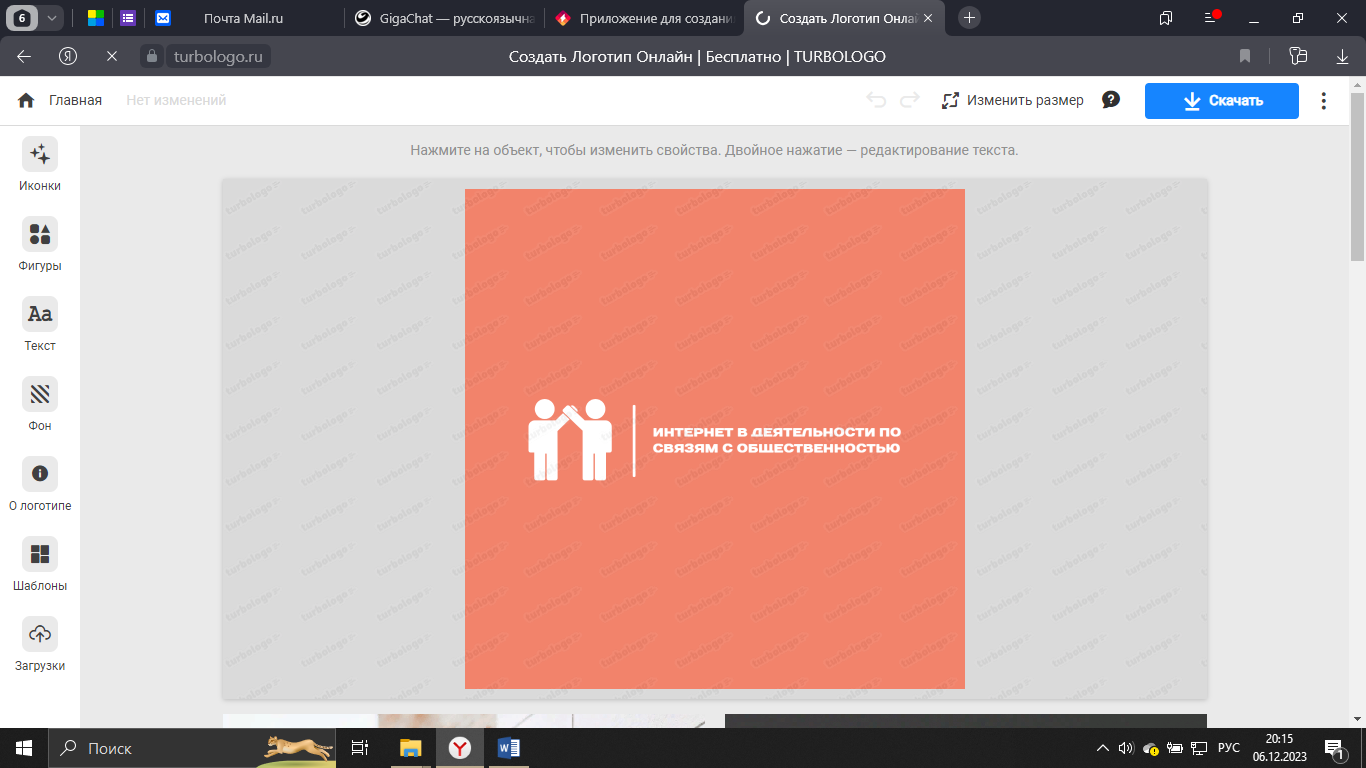 6
Почта Mail.ru
GigaChat — русскоязычна
Приложение для создани
Создать Логотип Онлай
turbologo.ru
Создать Логотип Онлайн | Бесплатно | TURBOLOGO
Главная
Нет изменений
Изменить размер
Скачать
Нажмите на объект, чтобы изменить свойства. Двойное нажатие — редактирование текста.
Иконки
Фигуры
Aa
Текст
Фон
О логотипе
Шаблоны
Загрузки
ИНТЕРНЕТ В ДЕЯТЕЛЬНОСТИ ПО
СВЯЗЯМ С ОБЩЕСТВЕННОСТЬЮ
turbologo
Поиск
РУС
20:15
06.12.2023
1